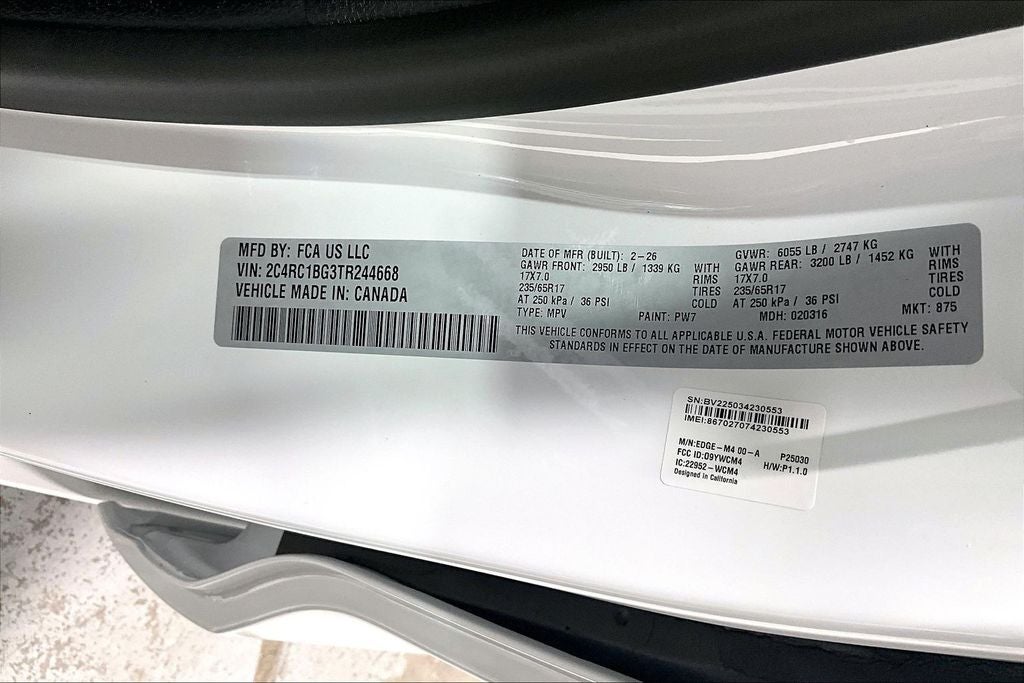 MFD BY: FCA US LLC
VIN: 2C4RC1BG3TR244668
VEHICLE MADE IN: CANADA
DATE OF MFR (BUILT): 2-26
GAWR FRONT: 2950 LB / 1339 KG WITH
17X7.0 RIMS
235/65R17 TIRES
AT 250 kPa / 36 PSI COLD
TYPE: MPV PAINT: PW7
GVWR: 6055 LB / 2747 KG
GAWR REAR: 3200 LB / 1452 KG WITH
17X7.0 RIMS
235/65R17 TIRES
AT 250 kPa / 36 PSI COLD
MDH: 020316 MKT: 875
THIS VEHICLE CONFORMS TO ALL APPLICABLE U.S.A. FEDERAL MOTOR VEHICLE SAFETY
STANDARDS IN EFFECT ON THE DATE OF MANUFACTURE SHOWN ABOVE.
SN:BV225034230553
IMEI:867027074230553
M/N:EDGE-M4 00-A P25030
FCC ID:09YWCM4 H/W:P1.1.0
IC:22952-WCM4
Designed in California